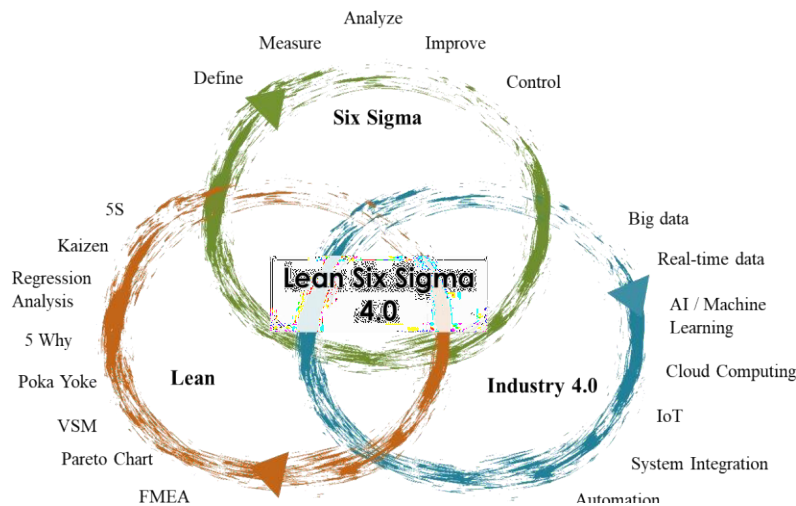 Analyze
Measure
Improve
Define
Control
Six Sigma
5S
Kaizen
Regression
Analysis
5 Why
Poka Yoke
VSM
Pareto Chart
FMEA
Lean
Lean Six Sigma
4.0
Industry 4.0
Big data
Real-time data
AI / Machine
Learning
Cloud Computing
IoT
System Integration
Automation